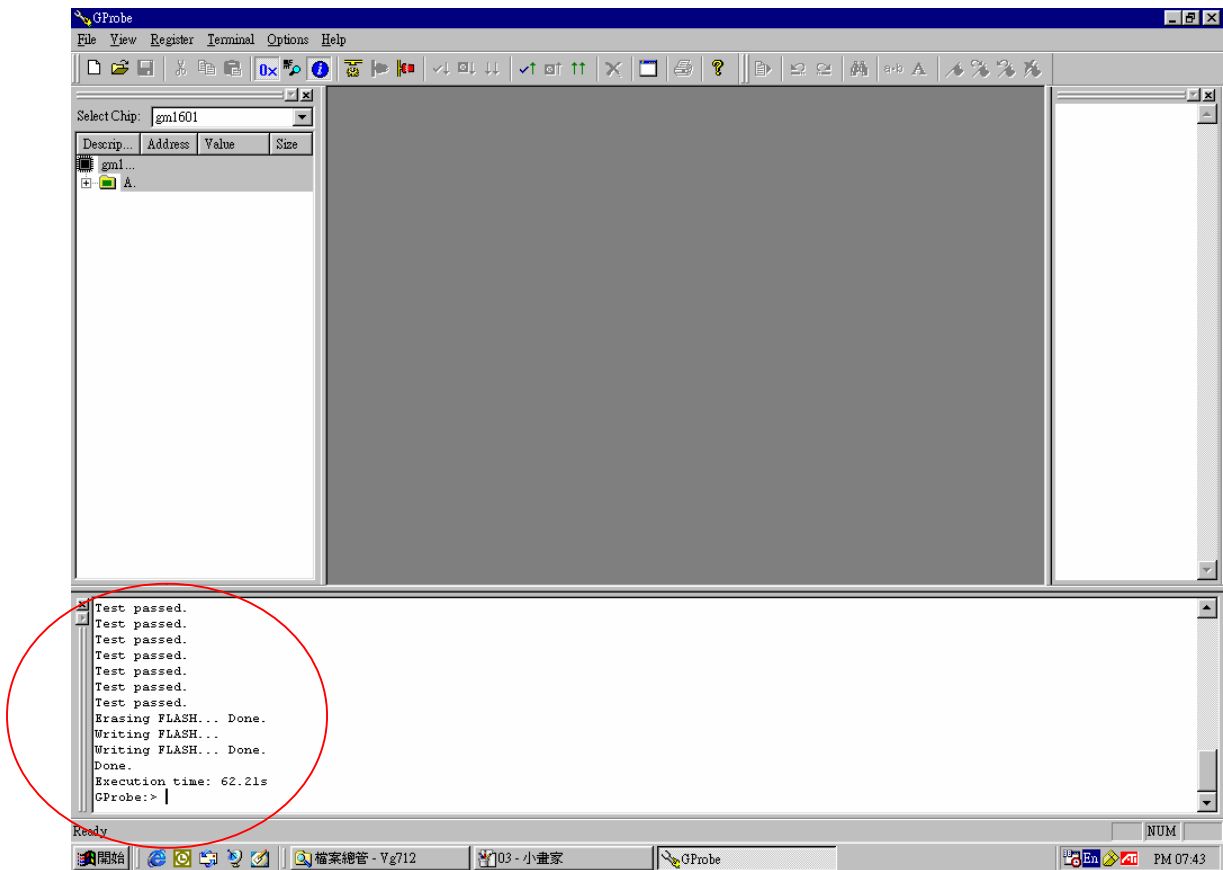 GProbe
File View Register Terminal Options Help
0x
a+b A
Select Chip: gm1601
Descrip... Address Value Size
gm1...
A.
Test passed.
Test passed.
Test passed.
Test passed.
Test passed.
Test passed.
Test passed.
Erasing FLASH... Done.
Writing FLASH...
Writing FLASH... Done.
Done.
Execution time: 62.21s
GProbe:>
Ready NUM
開始 檔案總管 - Vg712 03 - 小畫家 GProbe En ATI PM 07:43